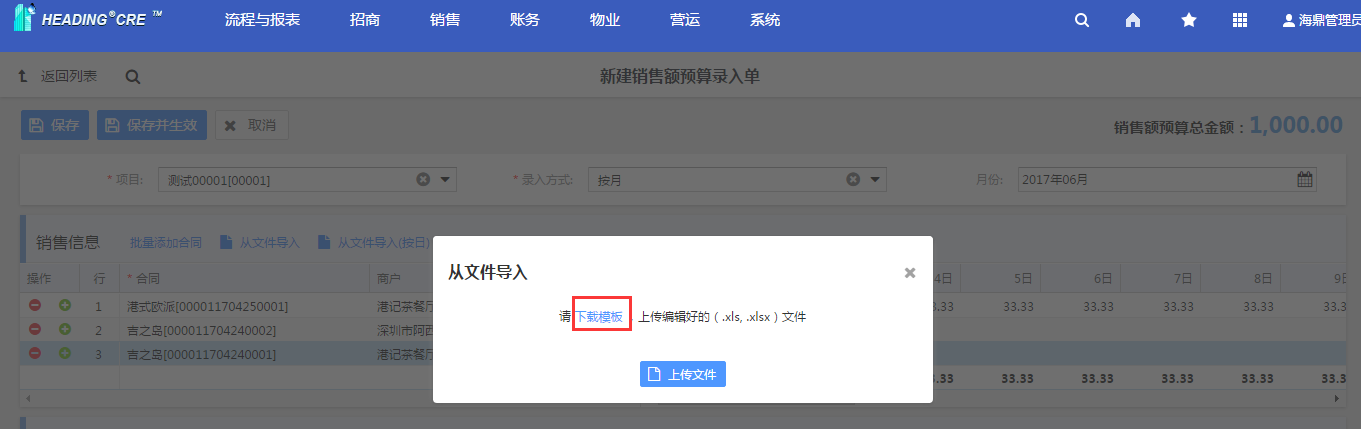 HEADING®CRE ™ 流程与报表 招商 销售 账务 物业 营运 系统 海鼎管理员
返回列表 新建销售额预算录入单
保存 保存并生效 取消 销售额预算总金额：1,000.00
* 项目: 测试00001[00001] * 录入方式: 按月 月份: 2017年06月
销售信息 批量添加合同 从文件导入 从文件导入(按日)
从文件导入
操作 行 * 合同 商户 4日 5日 6日 7日 8日 9日
1 港式欧派[000011704250001] 港记茶餐厅 33.33 33.33 33.33 33.33 33.33
请 下载模板 ，上传编辑好的（.xls, .xlsx）文件
2 吉之岛[000011704240002] 深圳市阿西
3 吉之岛[000011704240001] 港记茶餐厅
上传文件
33.33 33.33 33.33 33.33